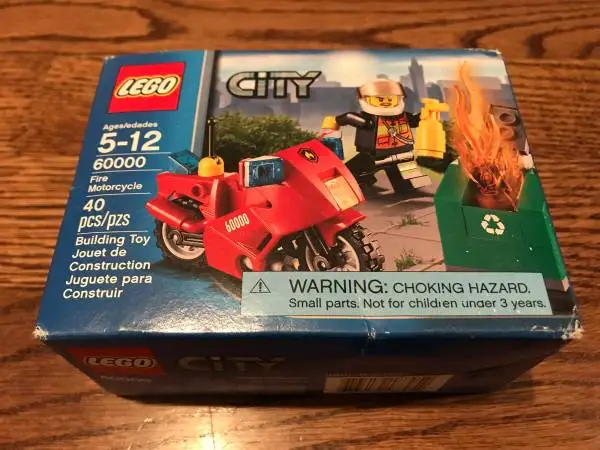 LEGO
CITY
Ages/edades
5-12
60000
Fire
Motorcycle
40
pcs/pzs
Building Toy
Jouet de
Construction
Juguete para
Construir
60000
WARNING: CHOKING HAZARD.
Small parts. Not for children under 3 years.
LEGO
CITY
60000